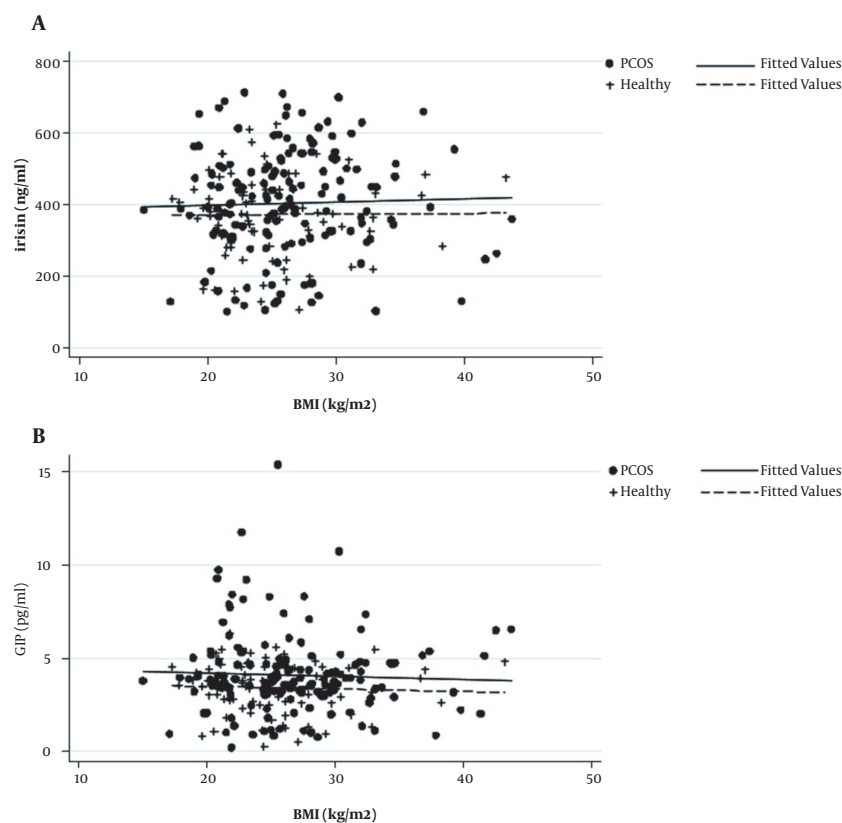 A
800
600
400
200
0
irisin (ng/ml)
10 20 30 40 50
BMI (kg/m2)
PCOS Fitted Values
Healthy Fitted Values
B
15
10
5
0
GIP (pg/ml)
10 20 30 40 50
BMI (kg/m2)
PCOS Fitted Values
Healthy Fitted Values